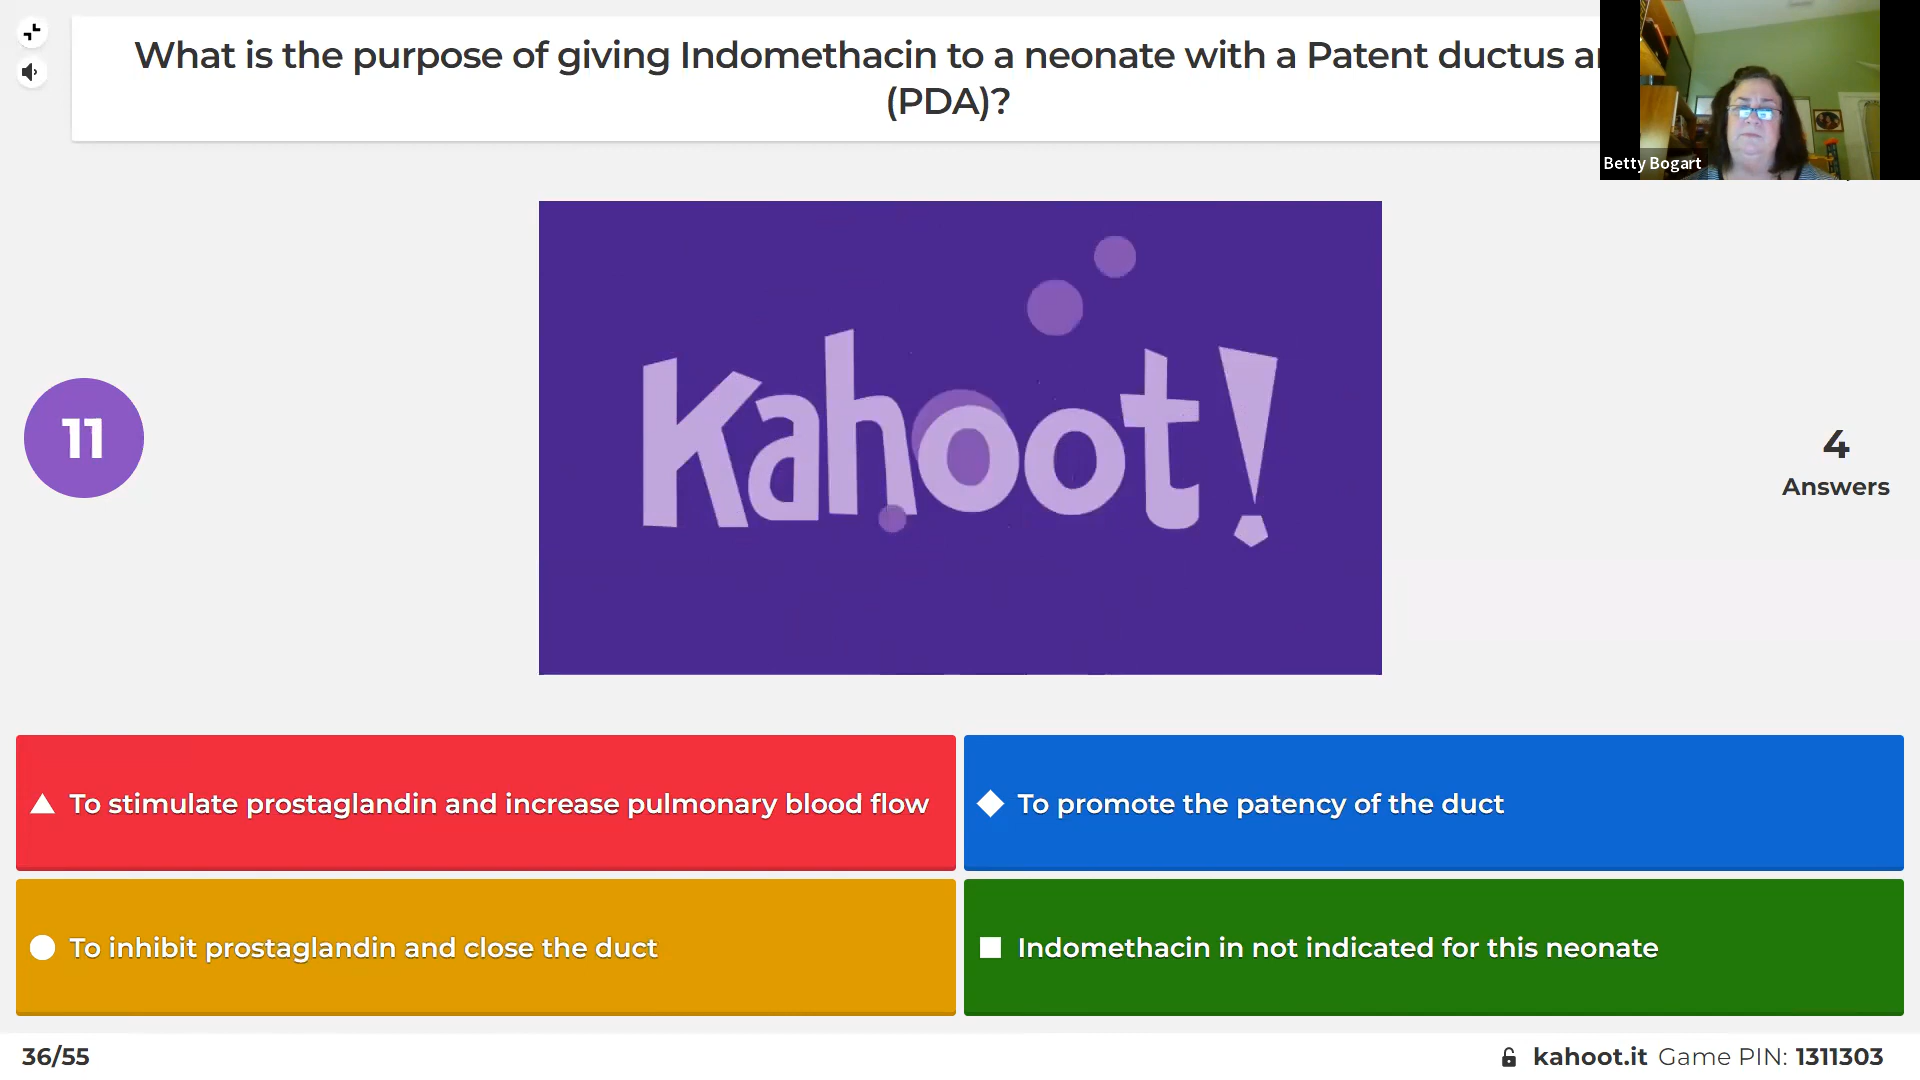 What is the purpose of giving Indomethacin to a neonate with a Patent ductus
(PDA)?
Betty Bogart
Kahoot!
11
4
Answers
To stimulate prostaglandin and increase pulmonary blood flow
To promote the patency of the duct
To inhibit prostaglandin and close the duct
Indomethacin in not indicated for this neonate
36/55
kahoot.it Game PIN: 1311303